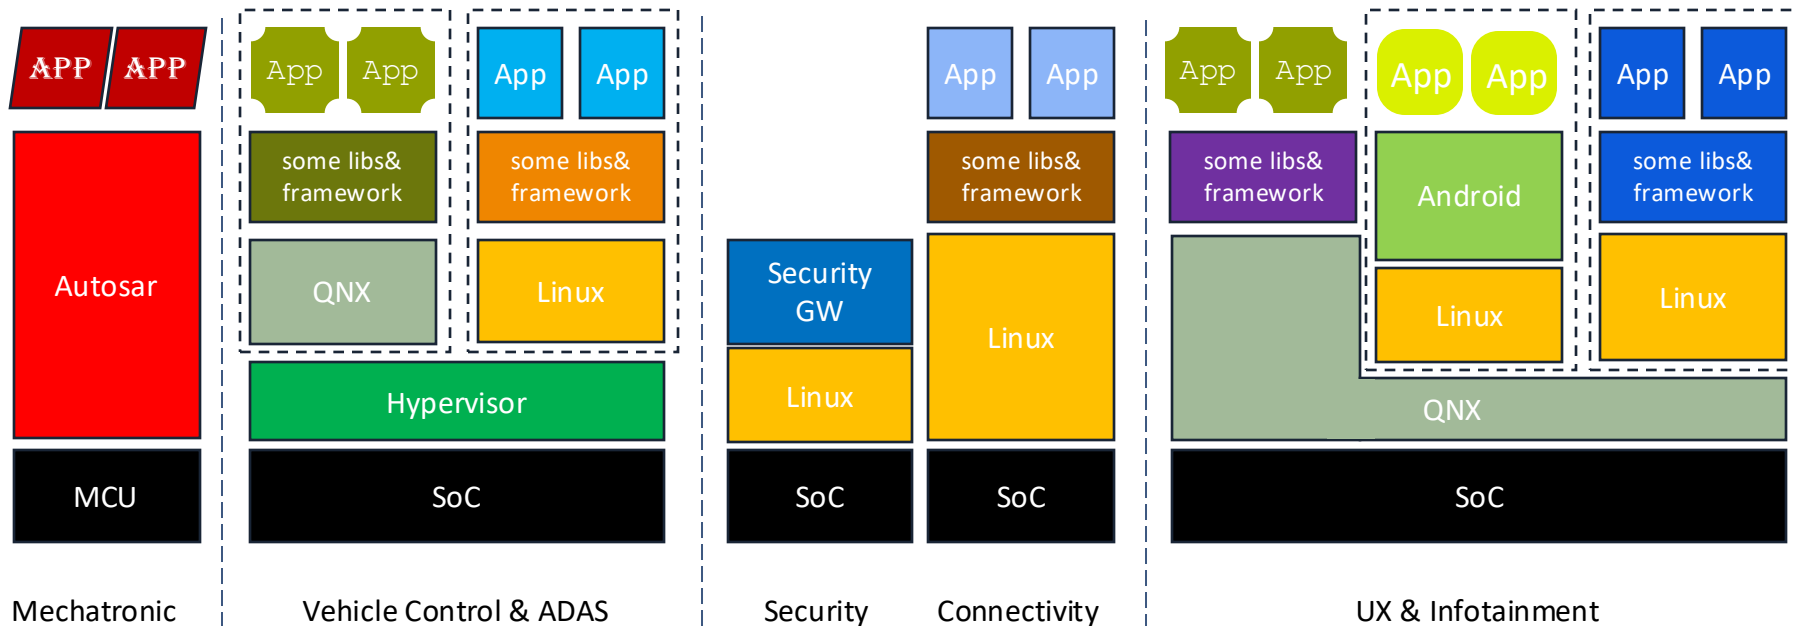 APP APP
Autosar
MCU
Mechatronic
App App
some libs&
framework
QNX
App App
some libs&
framework
Linux
Hypervisor
SoC
Vehicle Control & ADAS
Security
GW
Linux
SoC
Security
App App
some libs&
framework
Linux
SoC
Connectivity
App App
some libs&
framework
App App
Android
Linux
App App
some libs&
framework
Linux
QNX
SoC
UX & Infotainment